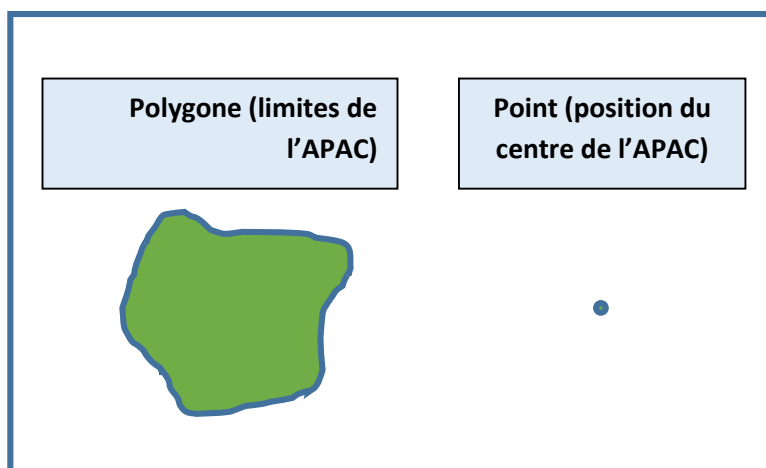 Polygone (limites de
l’APAC)
Point (position du
centre de l’APAC)